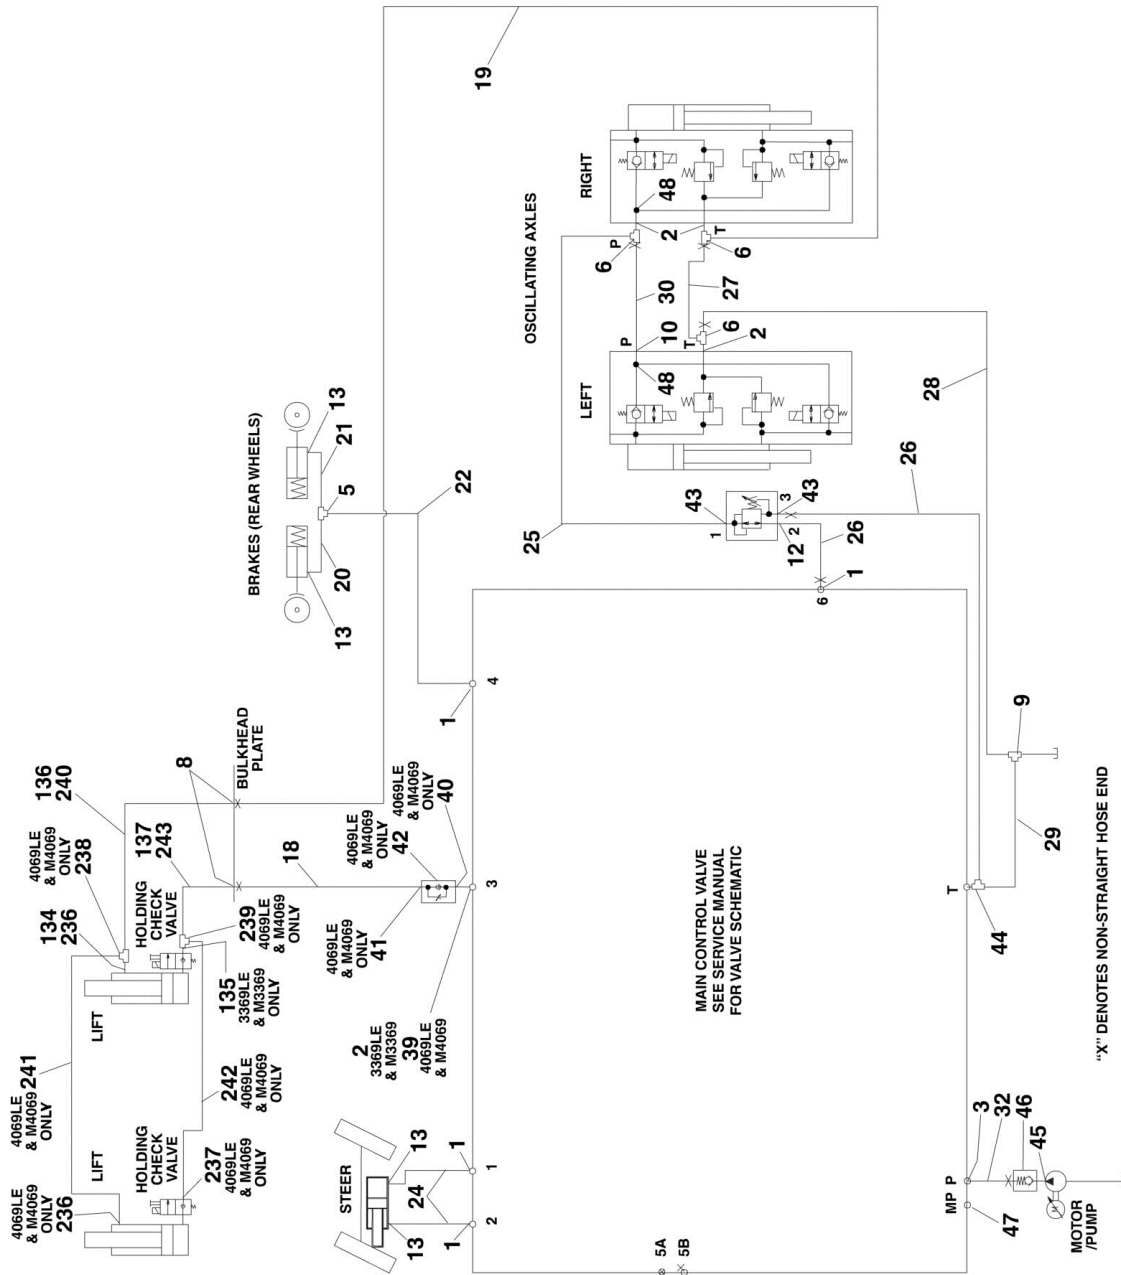 4069LE
& M4069
ONLY
236
LIFT
4069LE
& M4069
ONLY
241
LIFT
134
236
4069LE
& M4069
ONLY
238
136
240
HOLDING
CHECK
VALVE
237
4069LE
& M4069
ONLY
242
4069LE
& M4069
ONLY
HOLDING
CHECK
VALVE
135
3369LE
& M3369
ONLY
239
4069LE
& M4069
ONLY
137
243
8
BULKHEAD
PLATE
18
19
BRAKES (REAR WHEELS)
13
20
5
21
13
22
STEER
13
13
24
1
1
2
1
2
3369LE
& M3369
39
4069LE
& M4069
4069LE
& M4069
ONLY
41
4069LE
& M4069
ONLY
42
4069LE
& M4069
ONLY
40
3
1
4
OSCILLATING AXLES
25
LEFT
48
P
10
T
2
6
30
27
6
P
2
T
6
RIGHT
48
43
1
3
43
2
12
26
26
28
6
1
5A
5B
MAIN CONTROL VALVE
SEE SERVICE MANUAL
FOR VALVE SCHEMATIC
MP
P
47
3
32
46
45
MOTOR
/PUMP
T
44
29
9
"X" DENOTES NON-STRAIGHT HOSE END